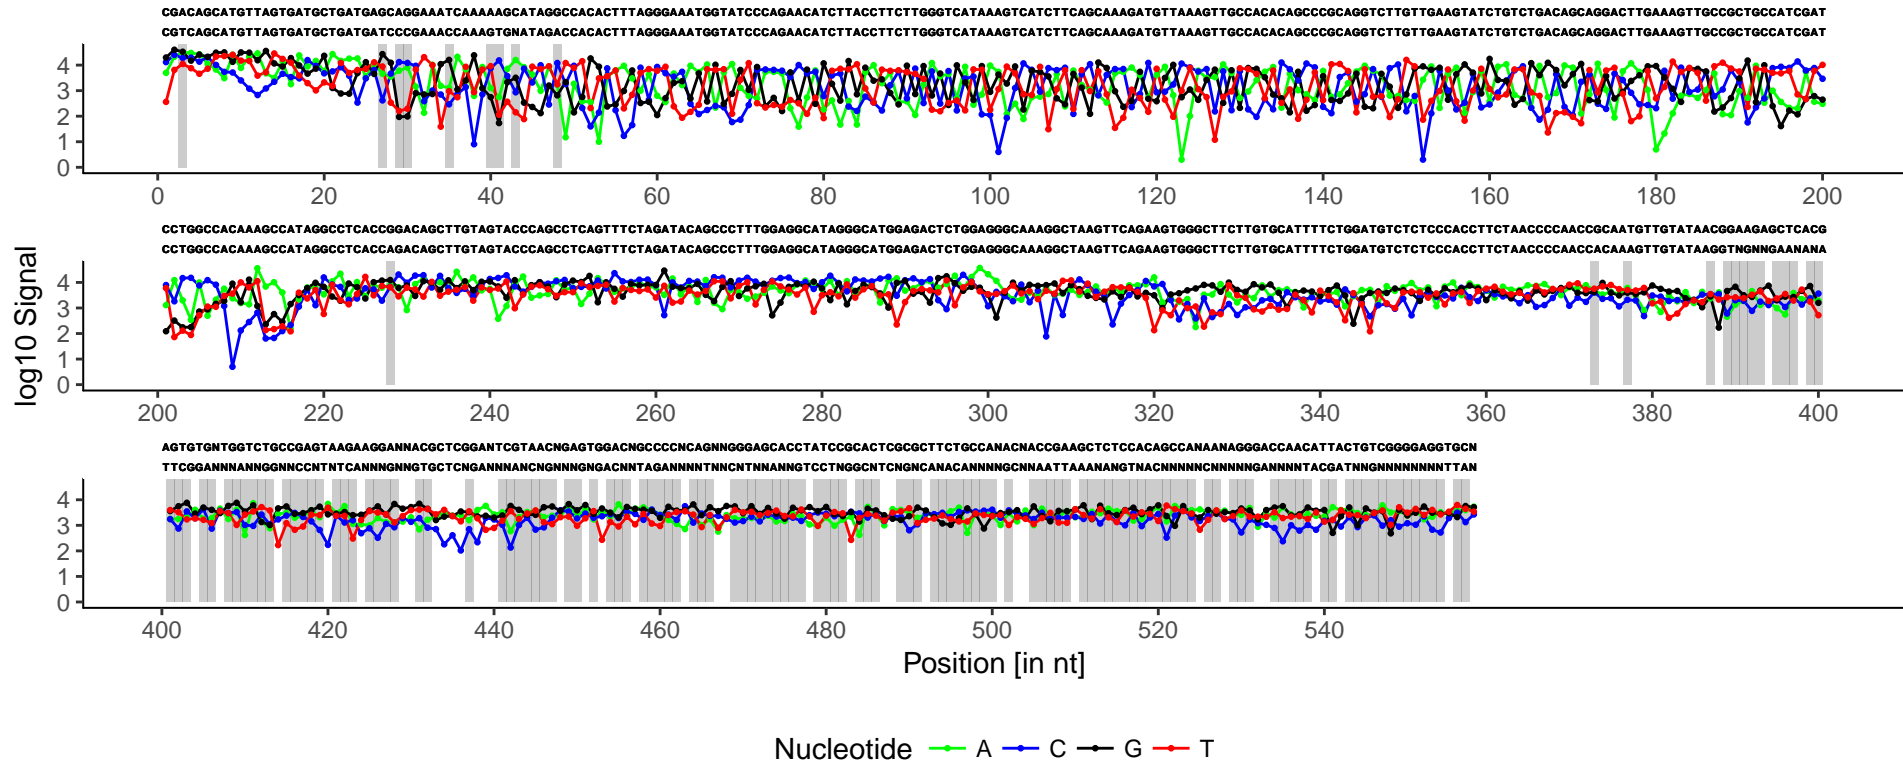 CGACAGCATGTTAGTGATGCTGATGAGCAGGAAATCAAAAAGCATAGGCCACACTTTAGGGAAATGGTATCCCAGAACATCTTACCTTCTTGGGTCATAAAGTCATCTTCAGCAAAGATGTTAAAGTTGCCACACAGCCCGCAGGTCTTGTTGAAGTATCTGTCTGACAGCAGGACTTGAAAGTTGCCGCTGCCATCGAT
CGTCAGCATGTTAGTGATGCTGATGATCCCGAAACCAAAGTGNATAGACCACACTTTAGGGAAATGGTATCCCAGAACATCTTACCTTCTTGGGTCATAAAGTCATCTTCAGCAAAGATGTTAAAGTTGCCACACAGCCCGCAGGTCTTGTTGAAGTATCTGTCTGACAGCAGGACTTGAAAGTTGCCGCTGCCATCGAT
4
3
2
1
0
0 20 40 60 80 100 120 140 160 180 200
CCTGGCCACAAAGCCATAGGCCTCACCGGACAGCTTGTAGTACCCAGCCTCAGTTTCTAGATACAGCCCTTTGGAGGCATAGGGCATGGAGACTCTGGAGGGCAAAGGCTAAGTTCAGAAGTGGGCTTCTTGTGCATTTTCTGGATGTCTCTCCCACCTTCTAACCCCAACCGCAATGTTGTATAACGGAAGAGCTCACG
CCTGGCCACAAAGCCATAGGCCTCACCAGACAGCTTGTAGTACCCAGCCTCAGTTTCTAGATACAGCCCTTTGGAGGCATAGGGCATGGAGACTCTGGAGGGCAAAGGCTAAGTTCAGAAGTGGGCTTCTTGTGCATTTTCTGGATGTCTCTCCCACCTTCTAACCCCAACCACAAAGTTGTATAAGGTNGNNGAANANA
4
3
2
1
0
200 220 240 260 280 300 320 340 360 380 400
log10 Signal
AGTGTGNTGGTCTGCCGAGTAAGAAGGANNACGCTCGGANTCGTAACNGAGTGGACNGCCCCNCAGNNGGGAGCACCTATCCGCACTCGCGCTTCTGCCANACNACCGAAGCTCTCCACAGCCANAANAGGGACCAACATTACTGTCGGGGAGGTGCN
TTCGGANNNANNGGNNCCNTNTCANNNGNNGTGCTCNGANNNANCNGNNNGNGACNNTAGANNNNTNNCNTNNANNGTCCTNGGCNTCNGNCANACANNNNGCNNAATTAAANANGTNACNNNNNCNNNNNGANNNNTACGATNNGNNNNNNNNTTAN
4
3
2
1
0
400 420 440 460 480 500 520 540
Position [in nt]
Nucleotide A C G T